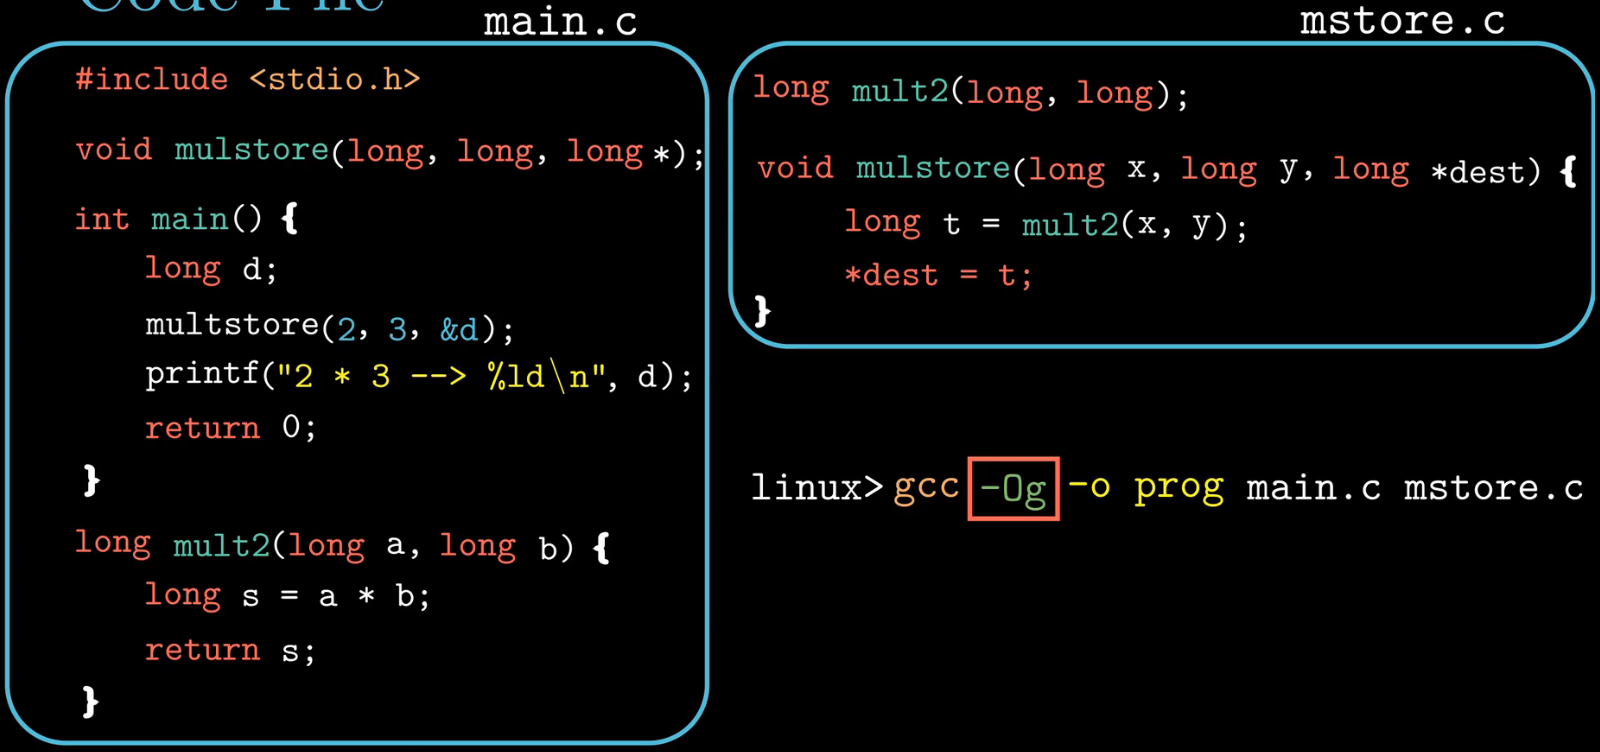 Code File
main.c
#include <stdio.h>
void mulstore(long, long, long *);
int main() {
long d;
multstore(2, 3, &d);
printf("2 * 3 --> %ld\n", d);
return 0;
}
long mult2(long a, long b) {
long s = a * b;
return s;
}
mstore.c
long mult2(long, long);
void mulstore(long x, long y, long *dest) {
long t = mult2(x, y);
*dest = t;
}
linux> gcc -Og -o prog main.c mstore.c